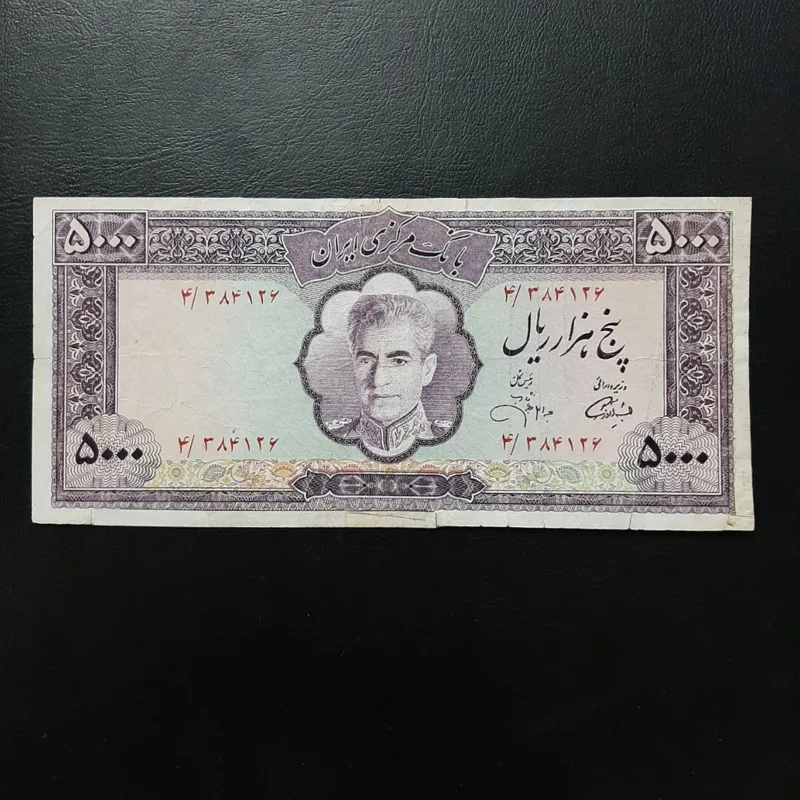 ۵۰۰۰ بانک مرکزی ایران ۵۰۰۰
۴/۳۸۴۱۲۶ ۴/۳۸۴۱۲۶
پنج هزار ریال
وزیر دارائی رئیس کل
۴/۳۸۴۱۲۶ ۴/۳۸۴۱۲۶
۵۰۰۰ ۵۰۰۰